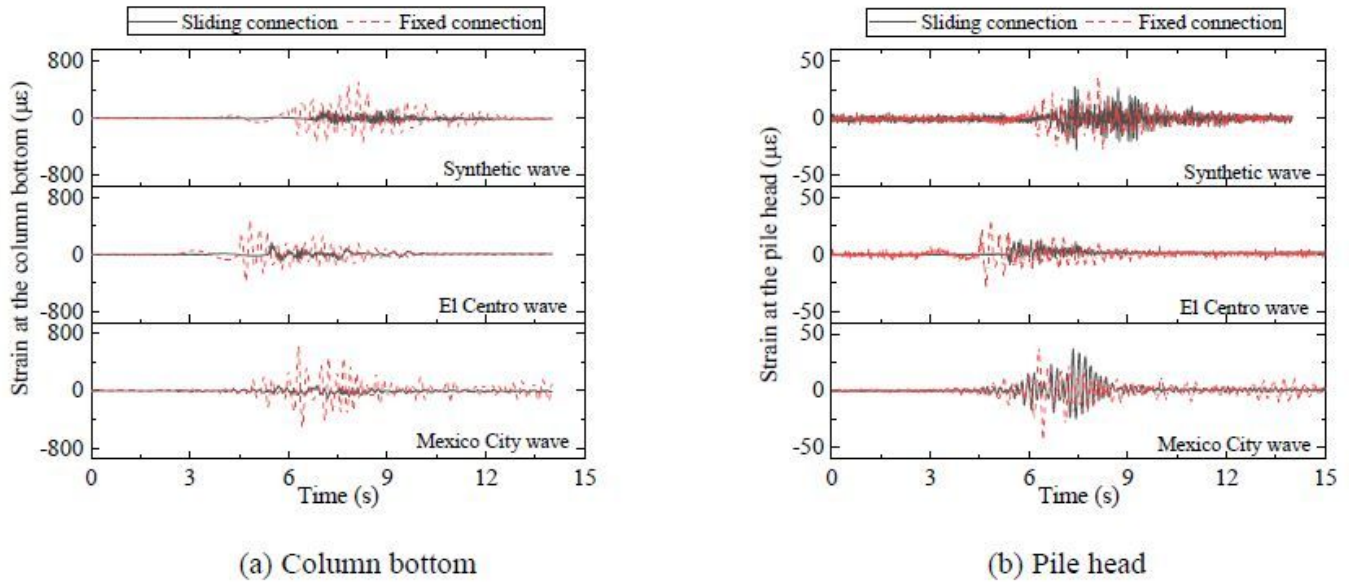 Sliding connection Fixed connection
800
0
-800
Synthetic wave
800
0
-800
El Centro wave
800
0
-800
Mexico City wave
0 3 6 9 12 15
Time (s)
Strain at the column bottom (με)
(a) Column bottom
Sliding connection Fixed connection
50
0
-50
Synthetic wave
50
0
-50
El Centro wave
50
0
-50
Mexico City wave
0 3 6 9 12 15
Time (s)
Strain at the pile head (με)
(b) Pile head